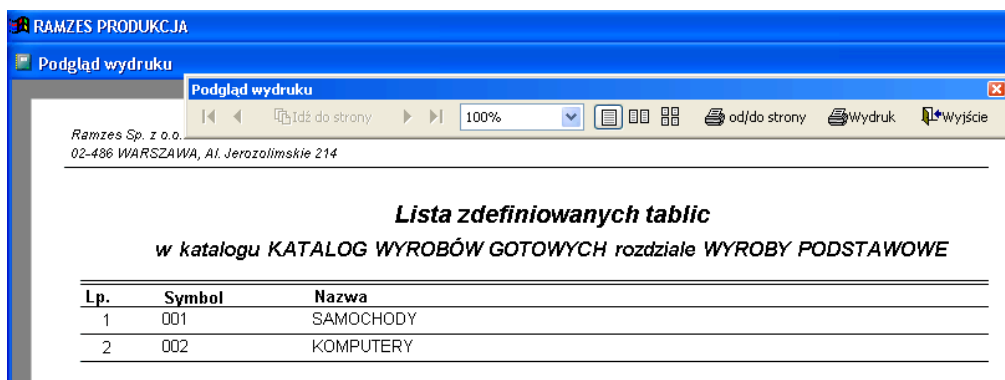 RAMZES PRODUKCJA
Podgląd wydruku
Podgląd wydruku
Idź do strony 100% od/do strony Wydruk Wyjście
Ramzes Sp. z o.o.
02-486 WARSZAWA, Al. Jerozolimskie 214
Lista zdefiniowanych tablic
w katalogu KATALOG WYROBÓW GOTOWYCH rozdziale WYROBY PODSTAWOWE
Lp. Symbol Nazwa
1 001 SAMOCHODY
2 002 KOMPUTERY